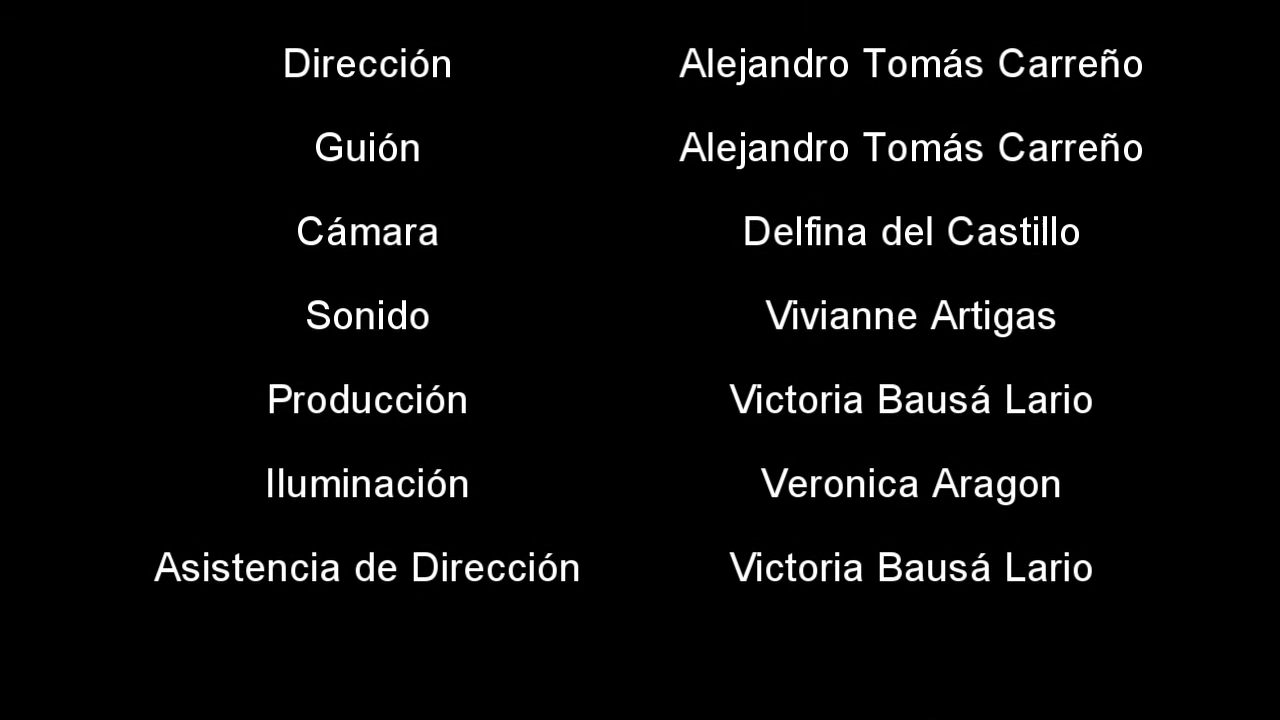 Dirección Alejandro Tomás Carreño
Guión Alejandro Tomás Carreño
Cámara Delfina del Castillo
Sonido Vivianne Artigas
Producción Victoria Bausá Lario
Iluminación Veronica Aragon
Asistencia de Dirección Victoria Bausá Lario